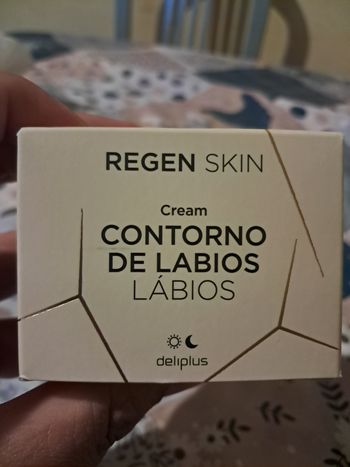 REGEN SKIN
Cream
CONTORNO
DE LABIOS
LÁBIOS
deliplus